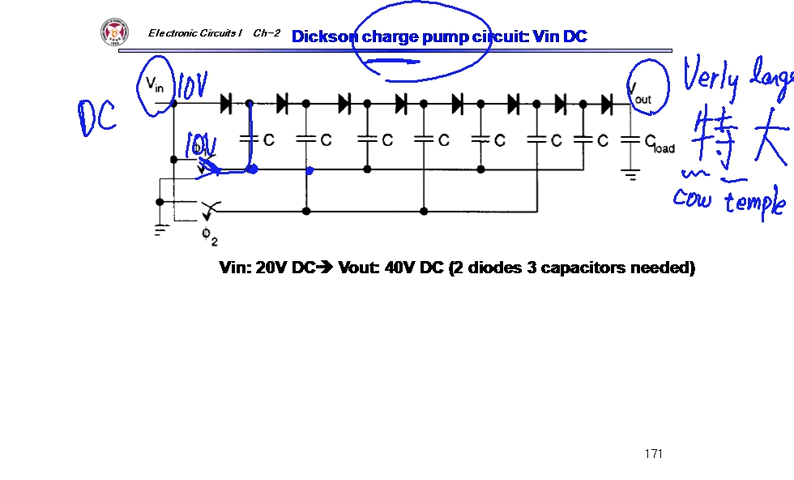 Electronic Circuits I Ch-2
Dickson charge pump circuit: Vin DC
Vin 10V
Vout
Verly large
DC
特大
10V
C C C C C C C Cload
cow temple
ϕ2
Vin: 20V DC➔ Vout: 40V DC (2 diodes 3 capacitors needed)
171